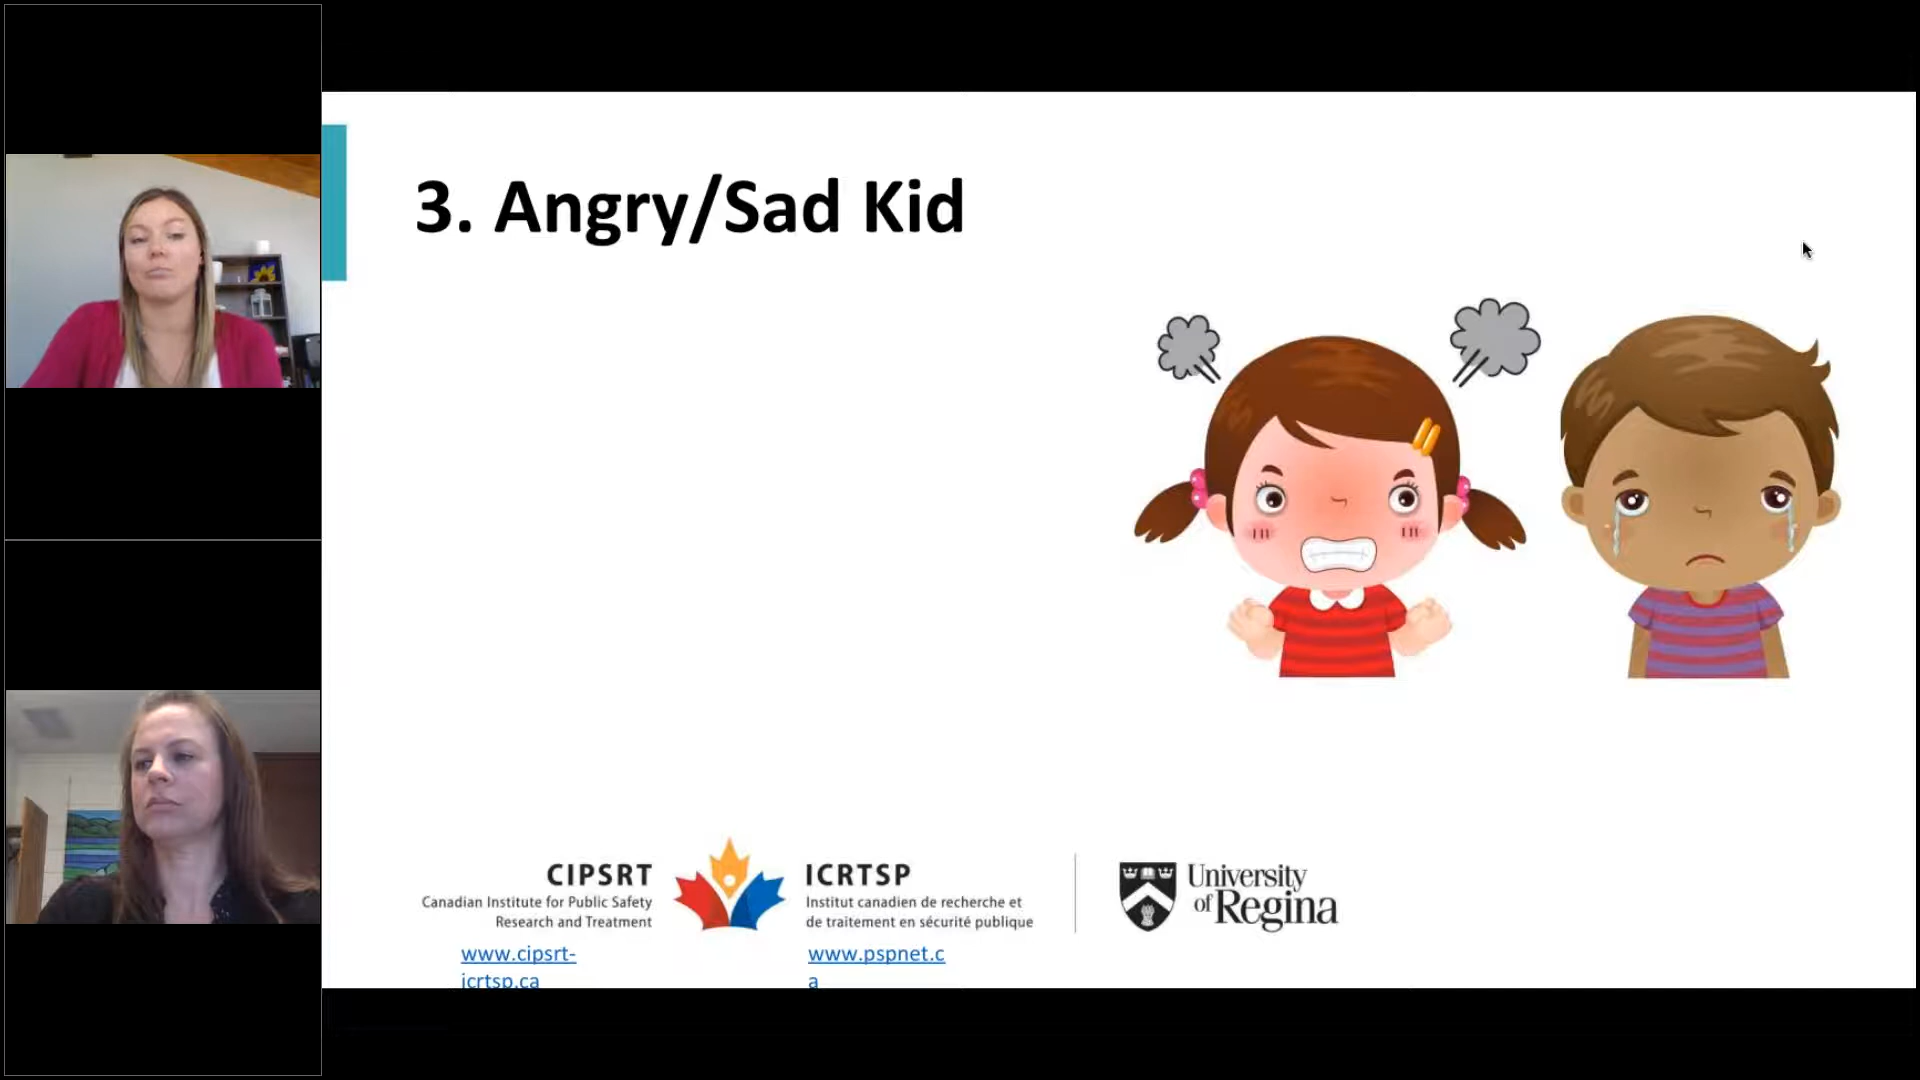 3. Angry/Sad Kid
CIPSRT
Canadian Institute for Public Safety
Research and Treatment
ICRTSP
Institut canadien de recherche et
de traitement en sécurité publique
University
of Regina
www.cipsrt-
icrtsp.ca
www.pspnet.c
a